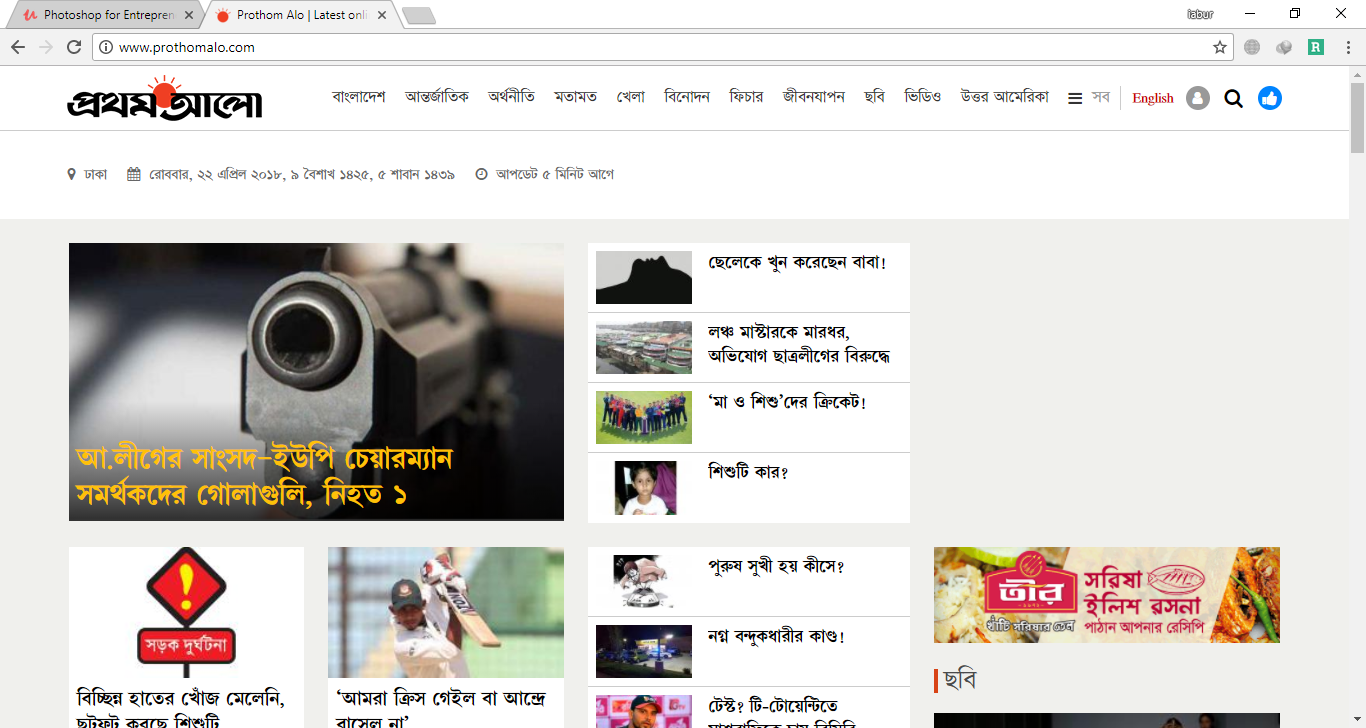 Photoshop for Entrepren
Prothom Alo | Latest onli
jabur
www.prothomalo.com
প্রথম আলো
বাংলাদেশ আন্তর্জাতিক অর্থনীতি মতামত খেলা বিনোদন ফিচার জীবনযাপন ছবি ভিডিও উত্তর আমেরিকা সব English
ঢাকা রোববার, ২২ এপ্রিল ২০১৮, ৯ বৈশাখ ১৪২৫, ৫ শাবান ১৪৩৯ আপডেট ৫ মিনিট আগে
আ.লীগের সাংসদ–ইউপি চেয়ারম্যান
সমর্থকদের গোলাগুলি, নিহত ১
ছেলেকে খুন করেছেন বাবা!
লঞ্চ মাস্টারকে মারধর,
অভিযোগ ছাত্রলীগের বিরুদ্ধে
‘মা ও শিশু’দের ক্রিকেট!
শিশুটি কার?
সড়ক দুর্ঘটনা
বিচ্ছিন্ন হাতের খোঁজ মেলেনি,
ছটফট করছে শিশুটি
‘আমরা ক্রিস গেইল বা আন্দ্রে
রাসেল না’
পুরুষ সুখী হয় কীসে?
নগ্ন বন্দুকধারীর কাণ্ড!
টেস্ট? টি-টোয়েন্টিতে
তীর
খাঁটি সরিষার তেল
সরিষা
ইলিশ রসনা
পাঠান আপনার রেসিপি
ছবি